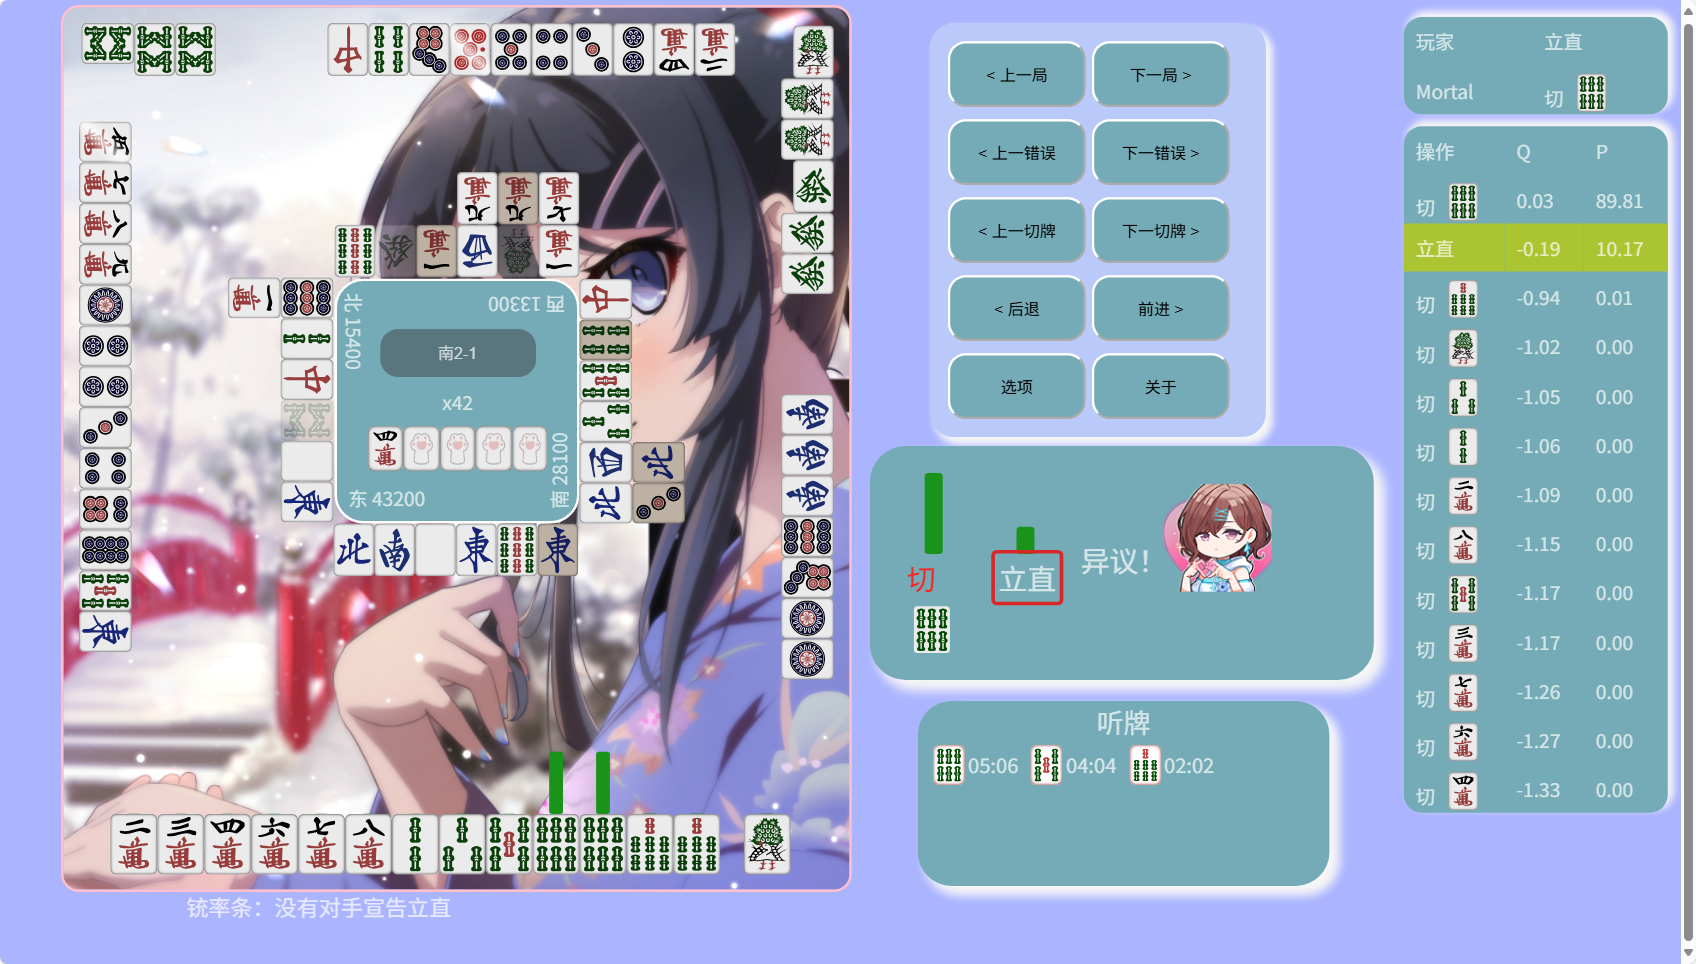 北 15400
西 13300
南2-1
x42
东 43200
南 28100
铳率条：没有对手宣告立直
< 上一局
下一局 >
< 上一错误
下一错误 >
< 上一切牌
下一切牌 >
< 后退
前进 >
选项
关于
切
立直
异议！
听牌
05:06
04:04
02:02
玩家 立直
Mortal 切
操作 Q P
切 0.03 89.81
立直 -0.19 10.17
切 -0.94 0.01
切 -1.02 0.00
切 -1.05 0.00
切 -1.06 0.00
切 -1.09 0.00
切 -1.15 0.00
切 -1.17 0.00
切 -1.17 0.00
切 -1.26 0.00
切 -1.27 0.00
切 -1.33 0.00